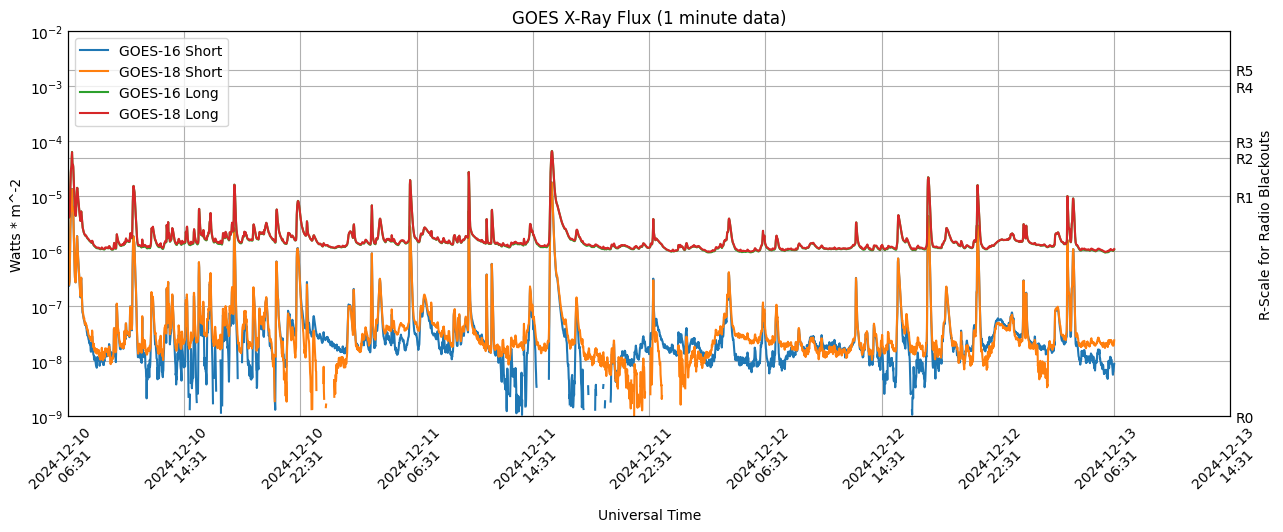 GOES X-Ray Flux (1 minute data)
GOES-16 Short
GOES-18 Short
GOES-16 Long
GOES-18 Long
10^-2
10^-3
10^-4
10^-5
10^-6
10^-7
10^-8
10^-9
Watts * m^-2
R5
R4
R3
R2
R1
R0
R-Scale for Radio Blackouts
2024-12-10
06:31
2024-12-10
14:31
2024-12-10
22:31
2024-12-11
06:31
2024-12-11
14:31
2024-12-11
22:31
2024-12-12
06:31
2024-12-12
14:31
2024-12-12
22:31
2024-12-13
06:31
2024-12-13
14:31
Universal Time